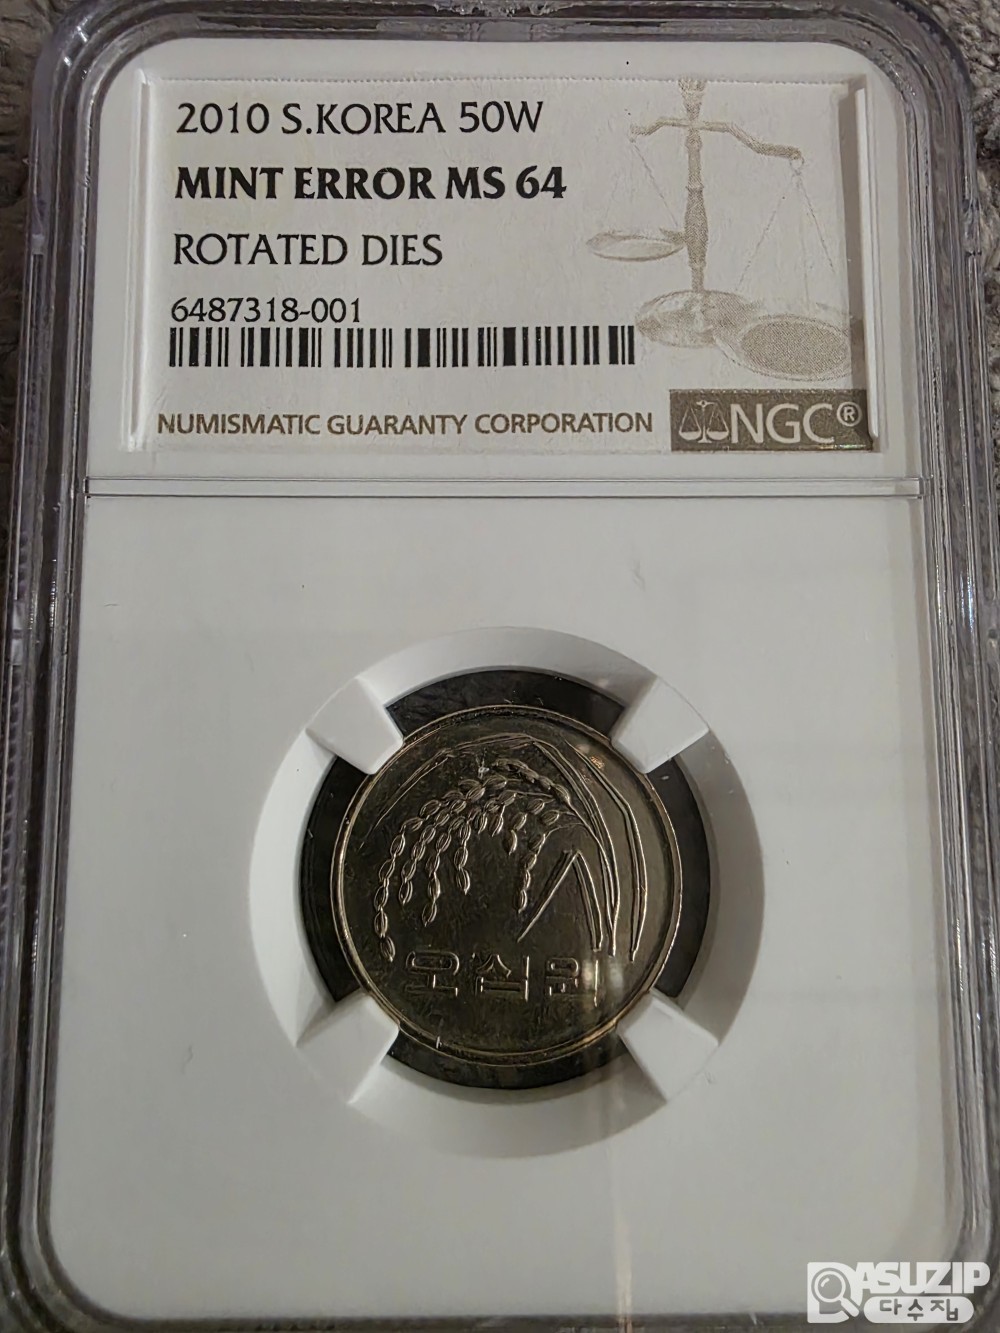 2010 S.KOREA 50W
MINT ERROR MS 64
ROTATED DIES
6487318-001
NUMISMATIC GUARANTY CORPORATION
NGC®
오십원
ASUZIP
다수집